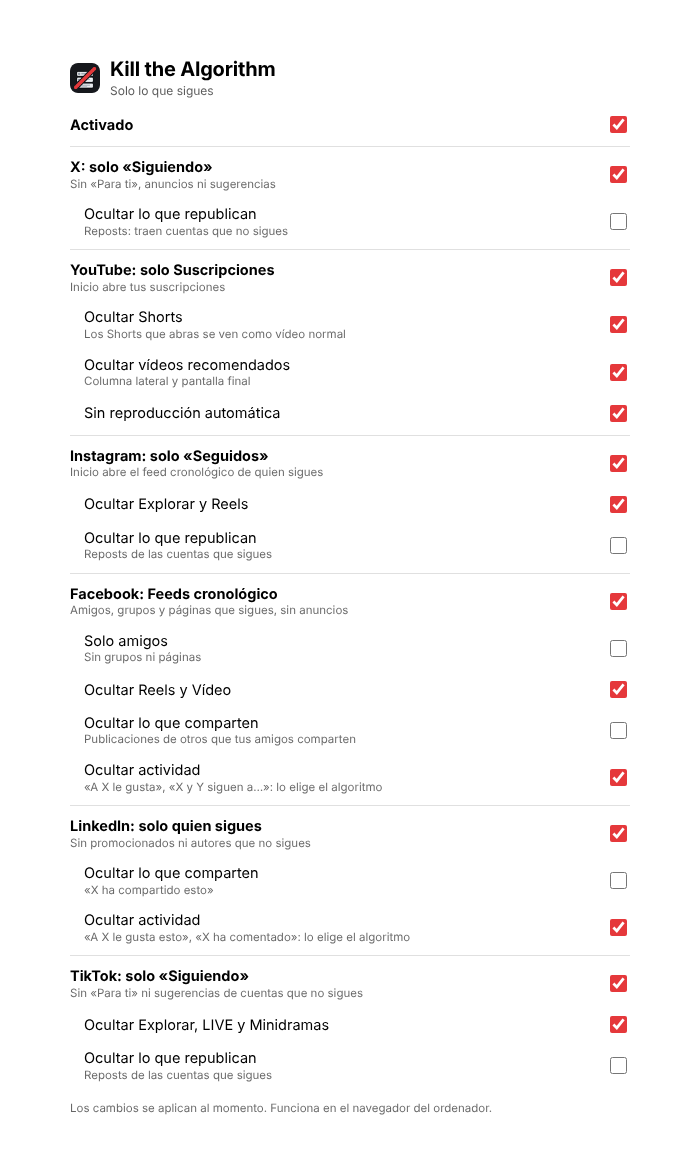 Kill the Algorithm
Solo lo que sigues
Activado
X: solo «Siguiendo»
Sin «Para ti», anuncios ni sugerencias
Ocultar lo que republican
Reposts: traen cuentas que no sigues
YouTube: solo Suscripciones
Inicio abre tus suscripciones
Ocultar Shorts
Los Shorts que abras se ven como vídeo normal
Ocultar vídeos recomendados
Columna lateral y pantalla final
Sin reproducción automática
Instagram: solo «Seguidos»
Inicio abre el feed cronológico de quien sigues
Ocultar Explorar y Reels
Ocultar lo que republican
Reposts de las cuentas que sigues
Facebook: Feeds cronológico
Amigos, grupos y páginas que sigues, sin anuncios
Solo amigos
Sin grupos ni páginas
Ocultar Reels y Vídeo
Ocultar lo que comparten
Publicaciones de otros que tus amigos comparten
Ocultar actividad
«A X le gusta», «X y Y siguen a...»: lo elige el algoritmo
LinkedIn: solo quien sigues
Sin promocionados ni autores que no sigues
Ocultar lo que comparten
«X ha compartido esto»
Ocultar actividad
«A X le gusta esto», «X ha comentado»: lo elige el algoritmo
TikTok: solo «Siguiendo»
Sin «Para ti» ni sugerencias de cuentas que no sigues
Ocultar Explorar, LIVE y Minidramas
Ocultar lo que republican
Reposts de las cuentas que sigues
Los cambios se aplican al momento. Funciona en el navegador del ordenador.